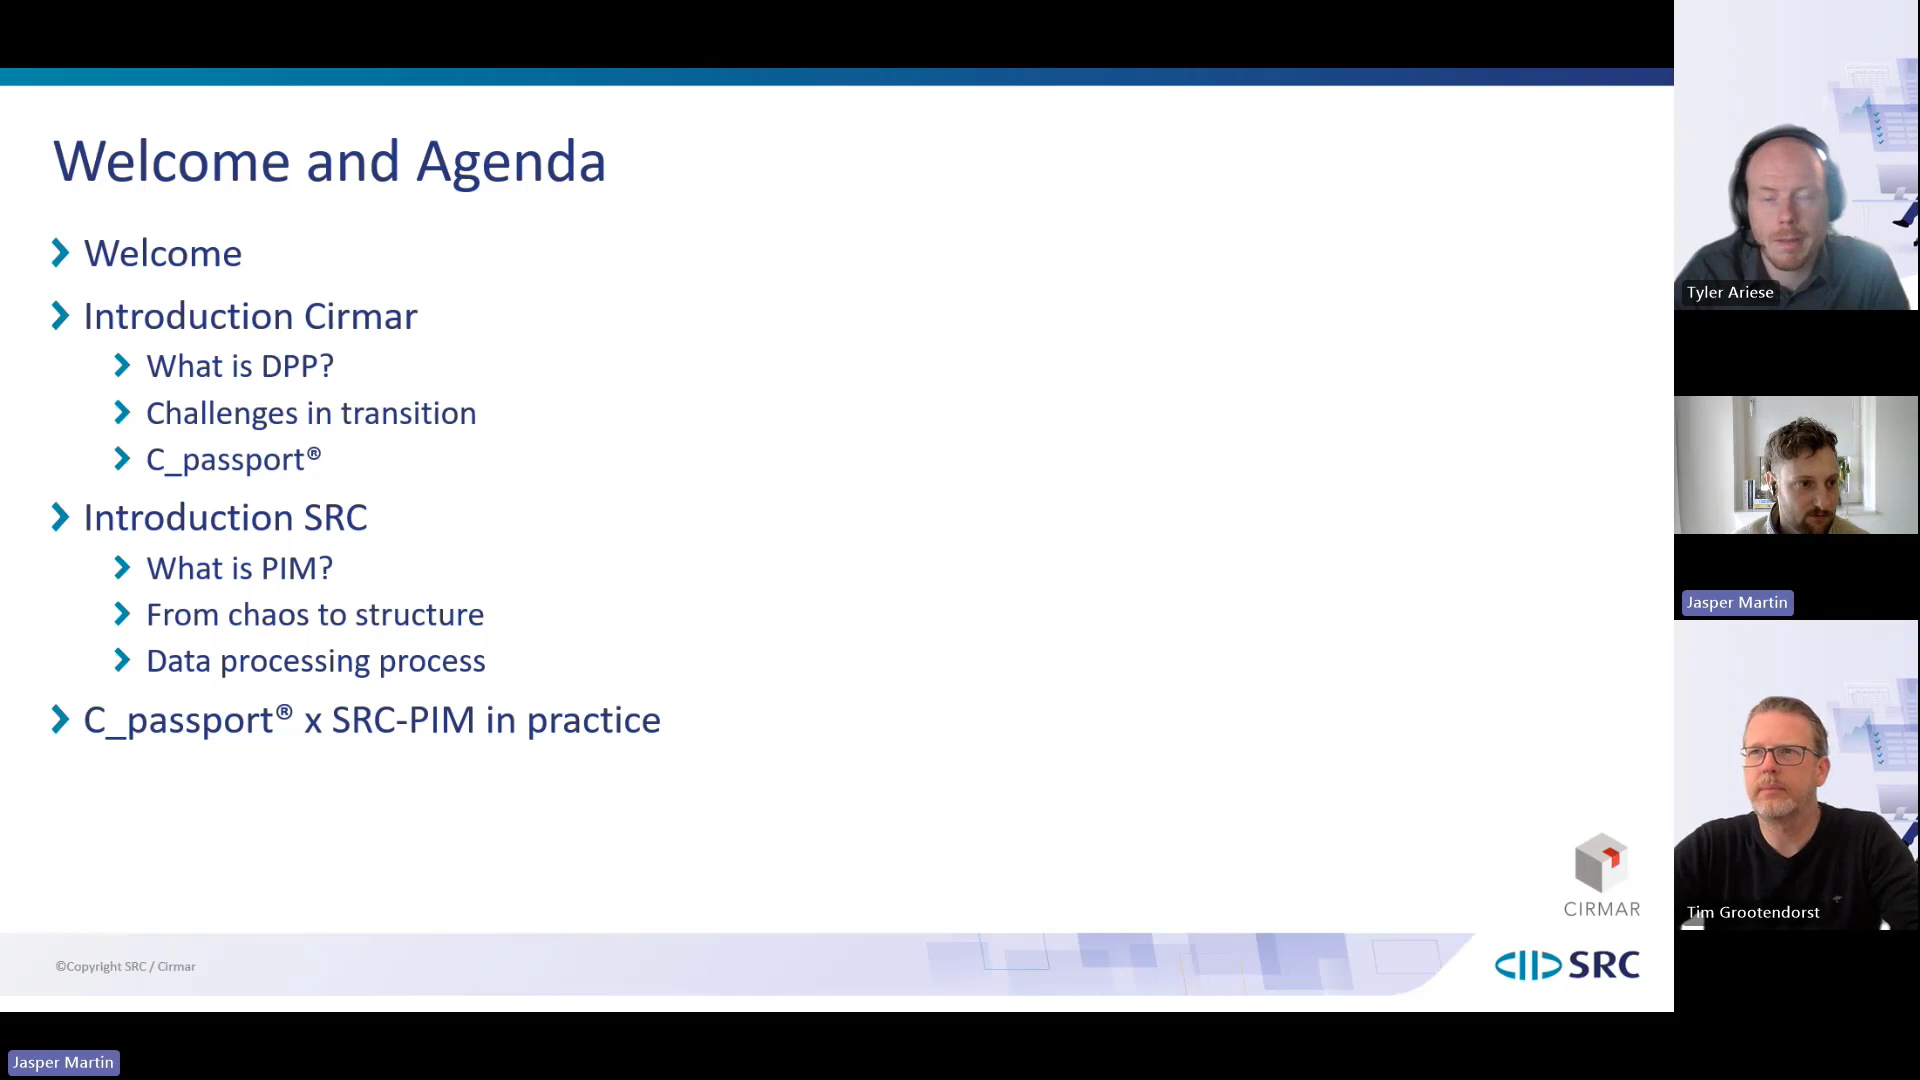 Welcome and Agenda
Welcome
Introduction Cirmar
What is DPP?
Challenges in transition
C_passport®
Introduction SRC
What is PIM?
From chaos to structure
Data processing process
C_passport® x SRC-PIM in practice
CIRMAR
©Copyright SRC / Cirmar
SRC
Tyler Ariese
Jasper Martin
Tim Grootendorst
Jasper Martin